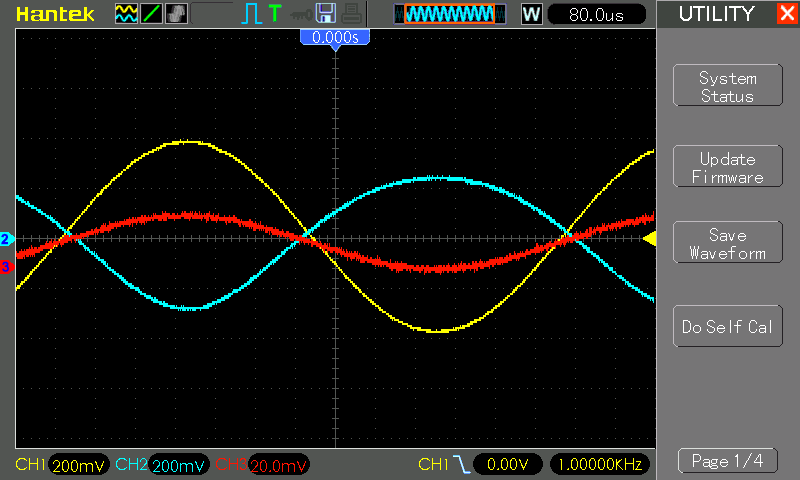 Hantek
T
W
80.0us
UTILITY
0.000s
System
Status
Update
Firmware
2
Save
Waveform
3
Do Self Cal
CH1 200mV CH2 200mV CH3 20.0mV CH1 0.00V 1.00000KHz
Page 1/4